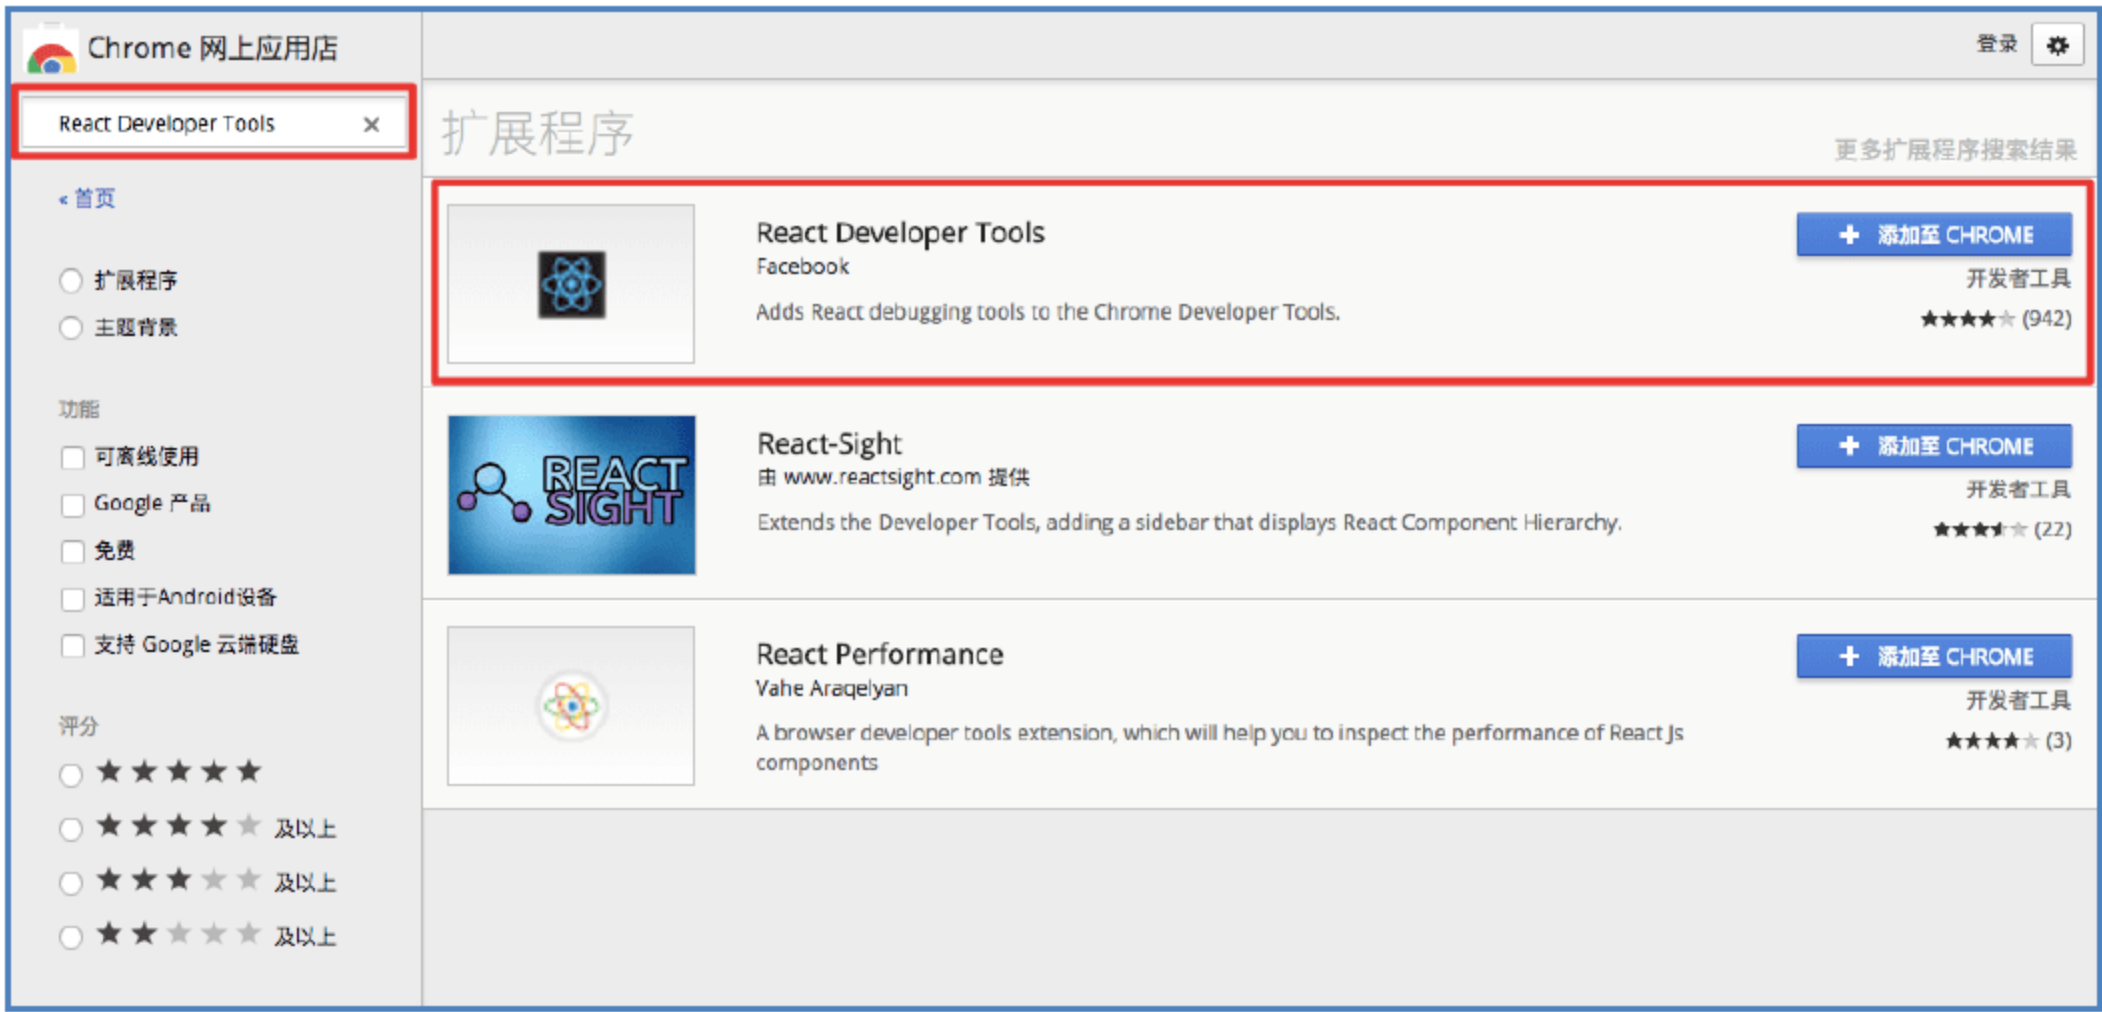 Chrome 网上应用店
登录
React Developer Tools
« 首页
扩展程序
主题背景
功能
可离线使用
Google 产品
免费
适用于Android设备
支持 Google 云端硬盘
评分
及以上
及以上
及以上
扩展程序
更多扩展程序搜索结果
React Developer Tools
Facebook
Adds React debugging tools to the Chrome Developer Tools.
添加至 CHROME
开发者工具
(942)
REACT
SIGHT
React-Sight
由 www.reactsight.com 提供
Extends the Developer Tools, adding a sidebar that displays React Component Hierarchy.
添加至 CHROME
开发者工具
(22)
React Performance
Vahe Araqelyan
A browser developer tools extension, which will help you to inspect the performance of React Js
components
添加至 CHROME
开发者工具
(3)